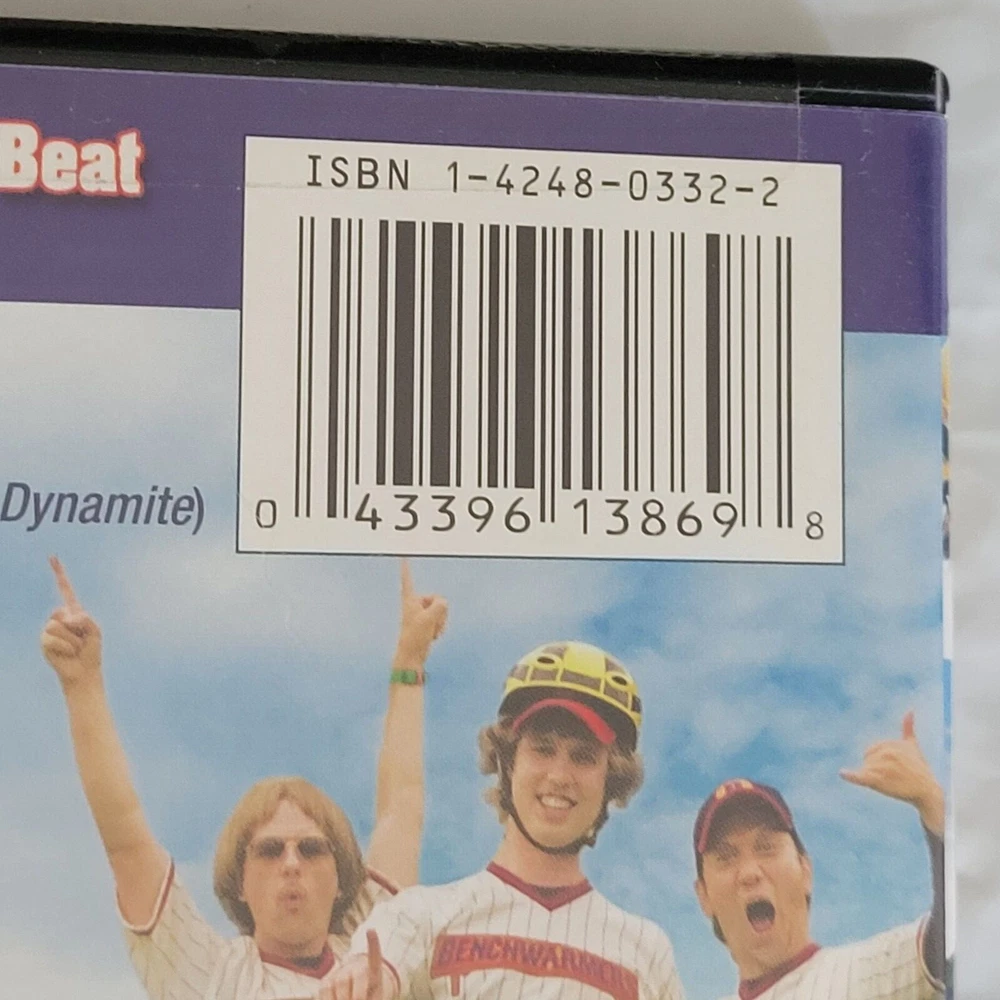 Beat
ISBN 1-4248-0332-2
Dynamite)
0 43396 13869 8
BENCHWARMERS